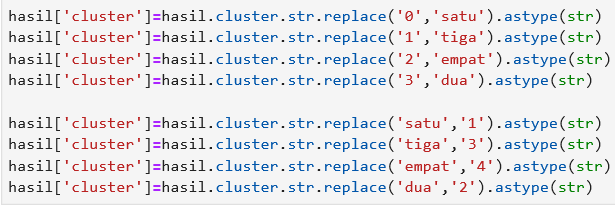 hasil['cluster']=hasil.cluster.str.replace('0','satu').astype(str)
hasil['cluster']=hasil.cluster.str.replace('1','tiga').astype(str)
hasil['cluster']=hasil.cluster.str.replace('2','empat').astype(str)
hasil['cluster']=hasil.cluster.str.replace('3','dua').astype(str)
hasil['cluster']=hasil.cluster.str.replace('satu','1').astype(str)
hasil['cluster']=hasil.cluster.str.replace('tiga','3').astype(str)
hasil['cluster']=hasil.cluster.str.replace('empat','4').astype(str)
hasil['cluster']=hasil.cluster.str.replace('dua','2').astype(str)